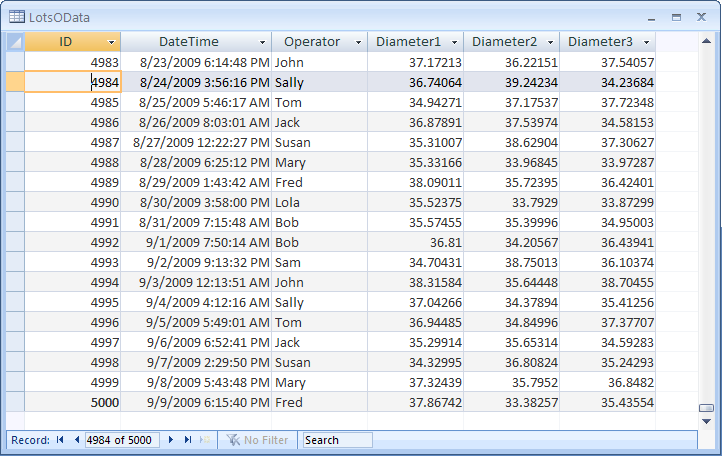 LotsOData
ID DateTime Operator Diameter1 Diameter2 Diameter3
4983 8/23/2009 6:14:48 PM John 37.17213 36.22151 37.54057
4984 8/24/2009 3:56:16 PM Sally 36.74064 39.24234 34.23684
4985 8/25/2009 5:46:17 AM Tom 34.94271 37.17537 37.72348
4986 8/26/2009 8:03:01 AM Jack 36.87891 37.53974 34.58153
4987 8/27/2009 12:22:27 PM Susan 35.31007 38.62904 37.30627
4988 8/28/2009 6:25:12 PM Mary 35.33166 33.96845 33.97287
4989 8/29/2009 1:43:42 AM Fred 38.09011 35.72395 36.42401
4990 8/30/2009 3:58:00 PM Lola 35.52375 33.7929 33.87299
4991 8/31/2009 7:15:48 AM Bob 35.57455 35.39996 34.95003
4992 9/1/2009 7:50:14 AM Bob 36.81 34.20567 36.43941
4993 9/2/2009 9:13:32 PM Sam 34.70431 38.75013 36.10374
4994 9/3/2009 12:13:51 AM John 38.31584 35.64448 38.70455
4995 9/4/2009 4:12:16 AM Sally 37.04266 34.37894 35.41256
4996 9/5/2009 5:49:01 AM Tom 36.94485 34.84996 37.37707
4997 9/6/2009 6:52:41 PM Jack 35.29914 35.65314 34.59283
4998 9/7/2009 2:29:50 PM Susan 34.32995 36.80824 35.24293
4999 9/8/2009 5:43:48 PM Mary 37.32439 35.7952 36.8482
5000 9/9/2009 6:15:40 PM Fred 37.86742 33.38257 35.43554
Record: 4984 of 5000 No Filter Search